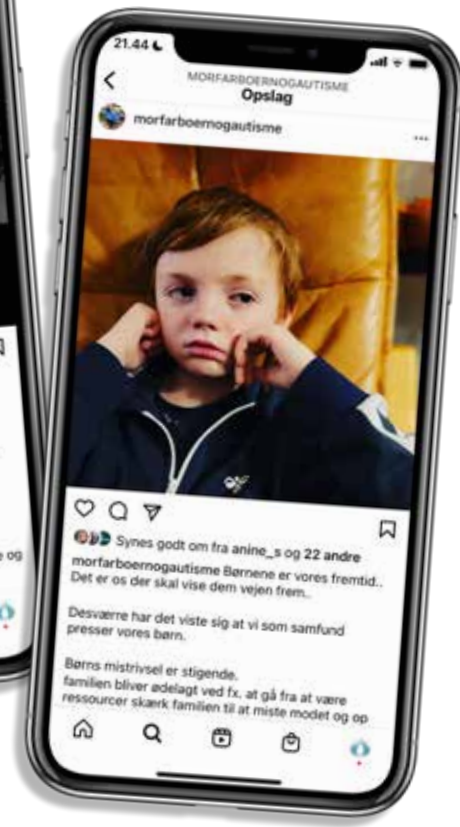 21.44
MORFARBOERNOGAUTISME
Opslag
morfarboernogautisme
Synes godt om fra anine_s og 22 andre
morfarboernogautisme Børnene er vores fremtid..
Det er os der skal vise dem vejen frem..
Desværre har det vist sig at vi som samfund
presser vores børn.
Børns mistrivsel er stigende.
familien bliver ødelagt ved fx. at gå fra at være
ressourcer skærk familien til at miste modet og op
e og